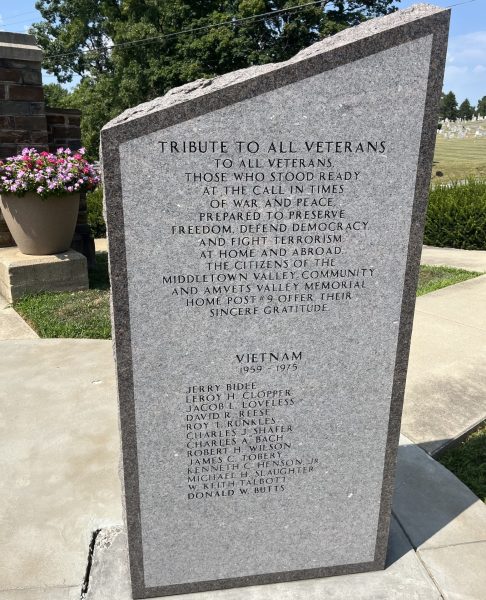 TRIBUTE TO ALL VETERANS
TO ALL VETERANS,
THOSE WHO STOOD READY
AT THE CALL IN TIMES
OF WAR AND PEACE,
PREPARED TO PRESERVE
FREEDOM, DEFEND DEMOCRACY,
AND FIGHT TERRORISM
AT HOME AND ABROAD.
THE CITIZENS OF THE
MIDDLETOWN VALLEY COMMUNITY
AND AMVETS VALLEY MEMORIAL
HOME POST #9 OFFER THEIR
SINCERE GRATITUDE
VIETNAM
1959 - 1975
JERRY BIDLE
LEROY H. CLOPPER
JACOB L. LOVELESS
DAVID R. REESE
ROY L. RUNKLES
CHARLES J. SHAFER
CHARLES A. BACH
ROBERT H. WILSON
JAMES C. TOBERY
KENNETH C. HENSON, JR.
MICHAEL H. SLAUGHTER
W. KEITH TALBOTT
DONALD W. BUTTS